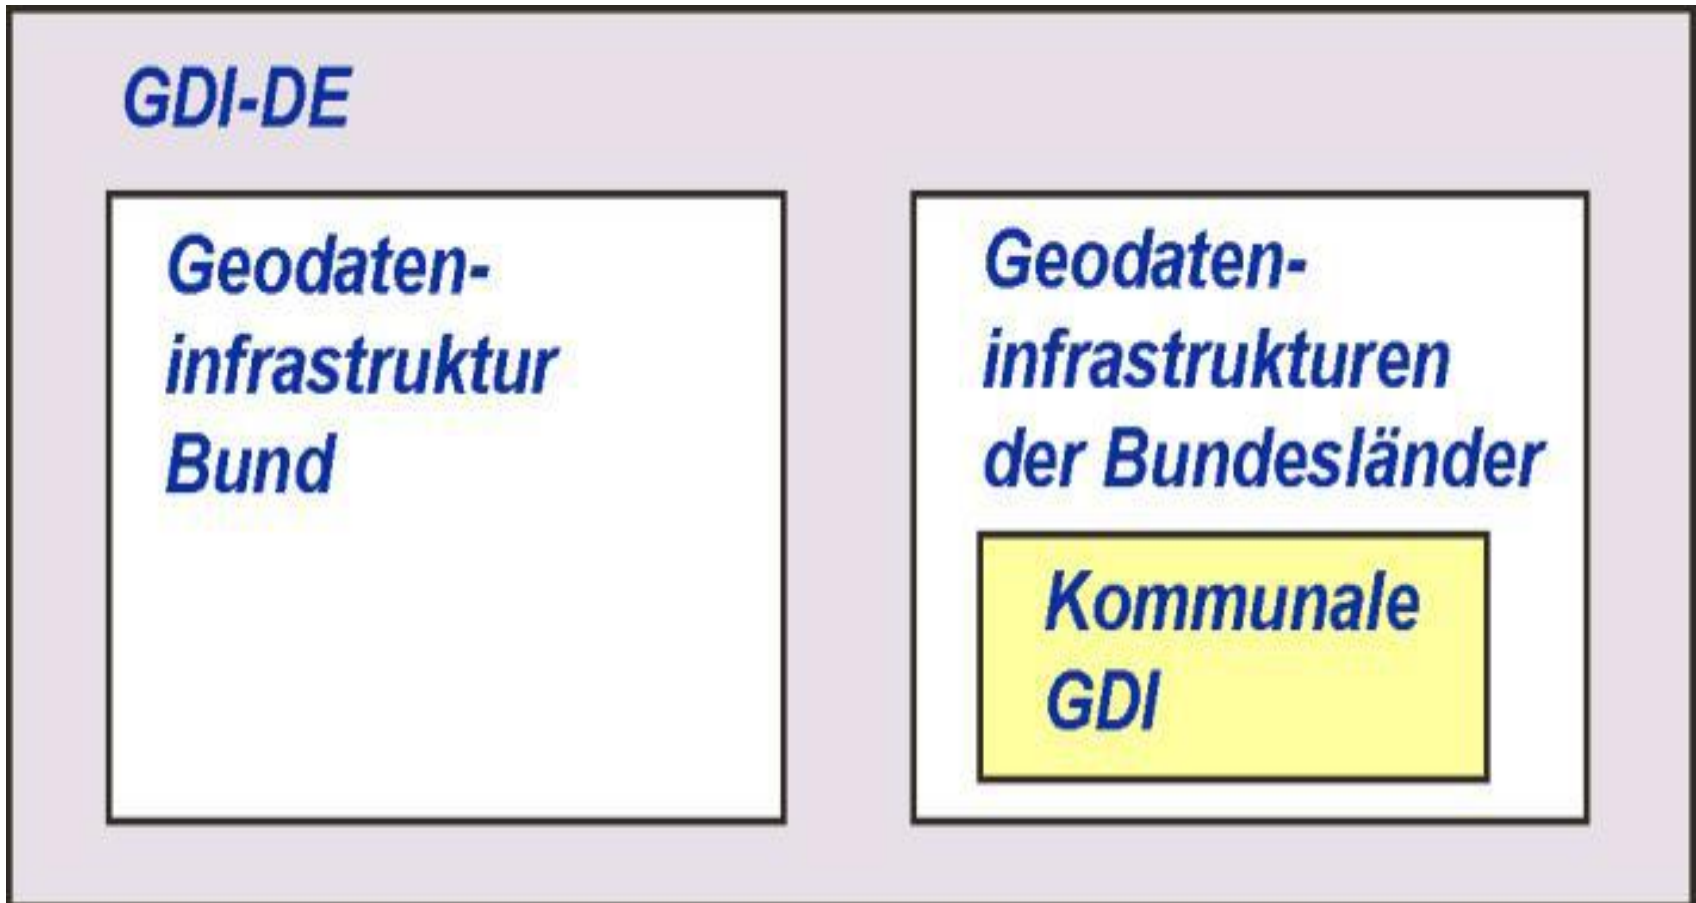 GDI-DE
Geodaten-
infrastruktur
Bund
Geodaten-
infrastrukturen
der Bundesländer
Kommunale
GDI